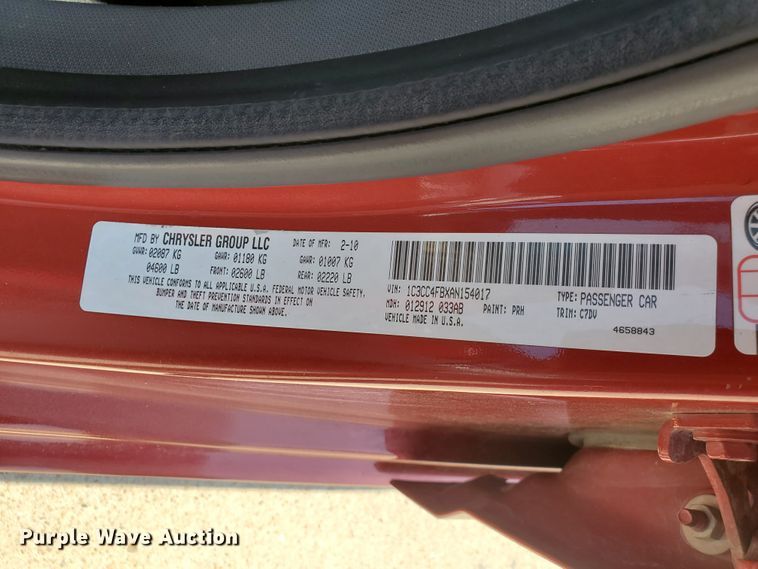 MFD BY CHRYSLER GROUP LLC DATE OF MFR: 2-10
GVWR: 02087 KG GAWR: 01180 KG GAWR: 01007 KG
04600 LB FRONT: 02600 LB REAR: 02220 LB
THIS VEHICLE CONFORMS TO ALL APPLICABLE U.S.A. FEDERAL MOTOR VEHICLE SAFETY,
BUMPER AND THEFT PREVENTION STANDARDS IN EFFECT ON
THE DATE OF MANUFACTURE SHOWN ABOVE.
VIN: 1C3CC4FBXAN154017 TYPE: PASSENGER CAR
MDH: 012912 033AB PAINT: PRH TRIM: C7DV
VEHICLE MADE IN U.S.A. 4658843
Purple Wave Auction